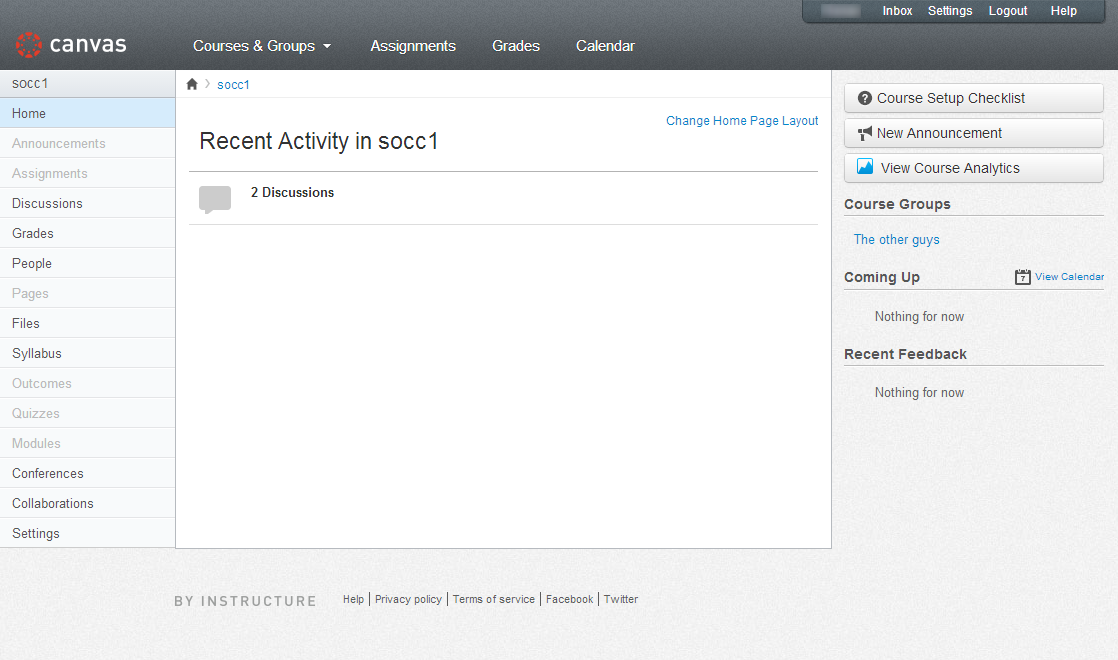 Inbox Settings Logout Help
canvas
Courses & Groups Assignments Grades Calendar
socc1
Home
Announcements
Assignments
Discussions
Grades
People
Pages
Files
Syllabus
Outcomes
Quizzes
Modules
Conferences
Collaborations
Settings
socc1
Change Home Page Layout
Recent Activity in socc1
2 Discussions
Course Setup Checklist
New Announcement
View Course Analytics
Course Groups
The other guys
Coming Up
7 View Calendar
Nothing for now
Recent Feedback
Nothing for now
BY INSTRUCTURE Help | Privacy policy | Terms of service | Facebook | Twitter